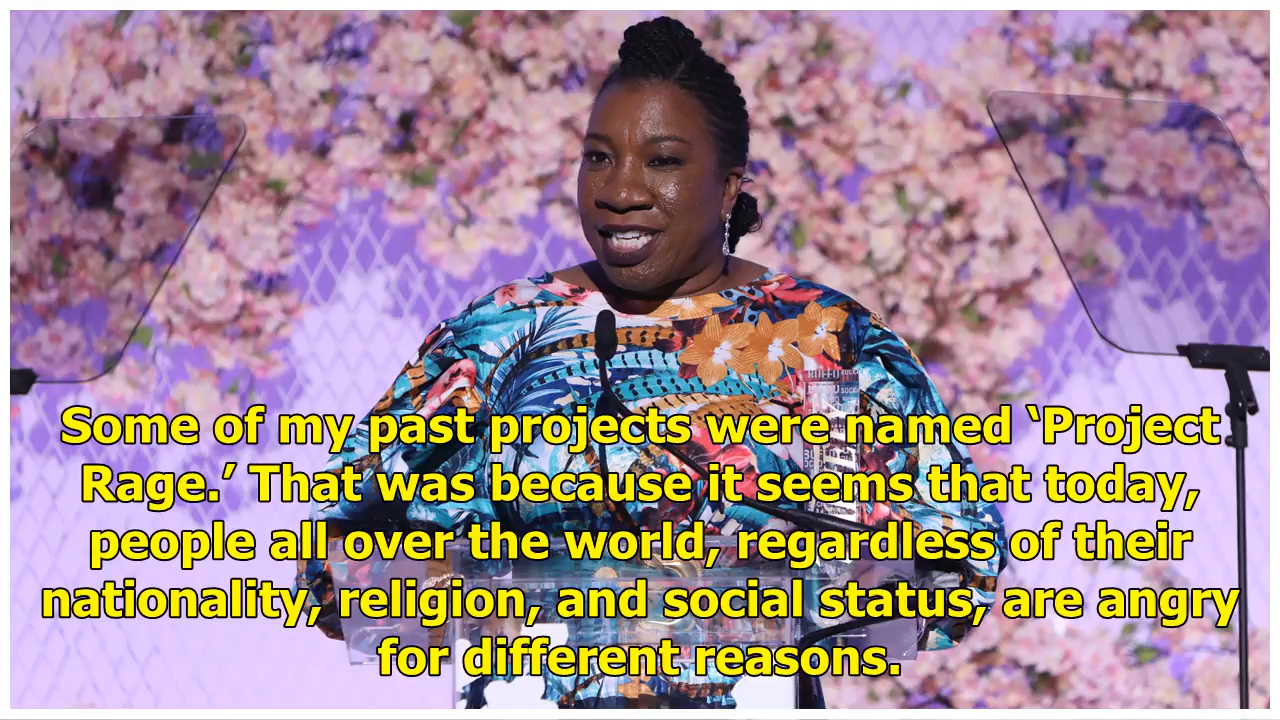 Some of my past projects were named ‘Project
Rage.’ That was because it seems that today,
people all over the world, regardless of their
nationality, religion, and social status, are angry
for different reasons.